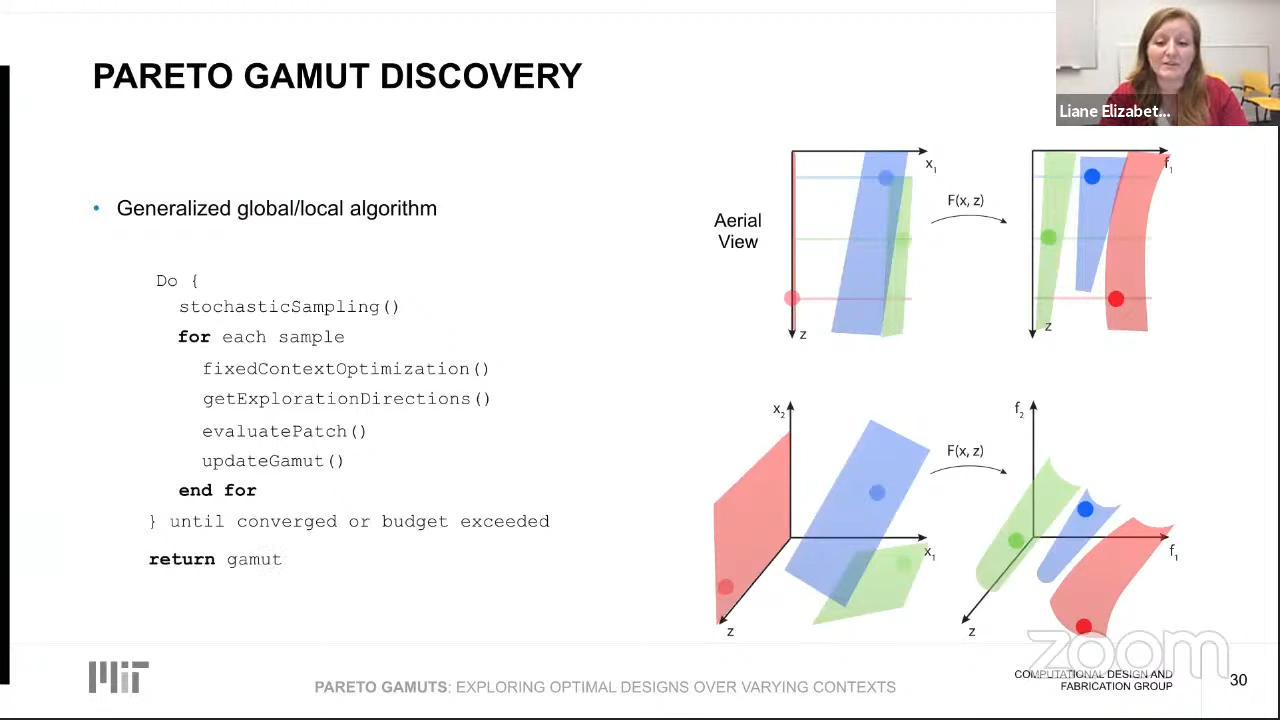 PARETO GAMUT DISCOVERY
Liane Elizabet...
• Generalized global/local algorithm
Do {
stochasticSampling()
for each sample
fixedContextOptimization()
getExplorationDirections()
evaluatePatch()
updateGamut()
end for
} until converged or budget exceeded
return gamut
Aerial
View
x1
z
F(x, z)
f1
z
x2
x1
z
F(x, z)
f2
f1
z
zoom
MIT
PARETO GAMUTS: EXPLORING OPTIMAL DESIGNS OVER VARYING CONTEXTS
COMPUTATIONAL DESIGN AND
FABRICATION GROUP
30